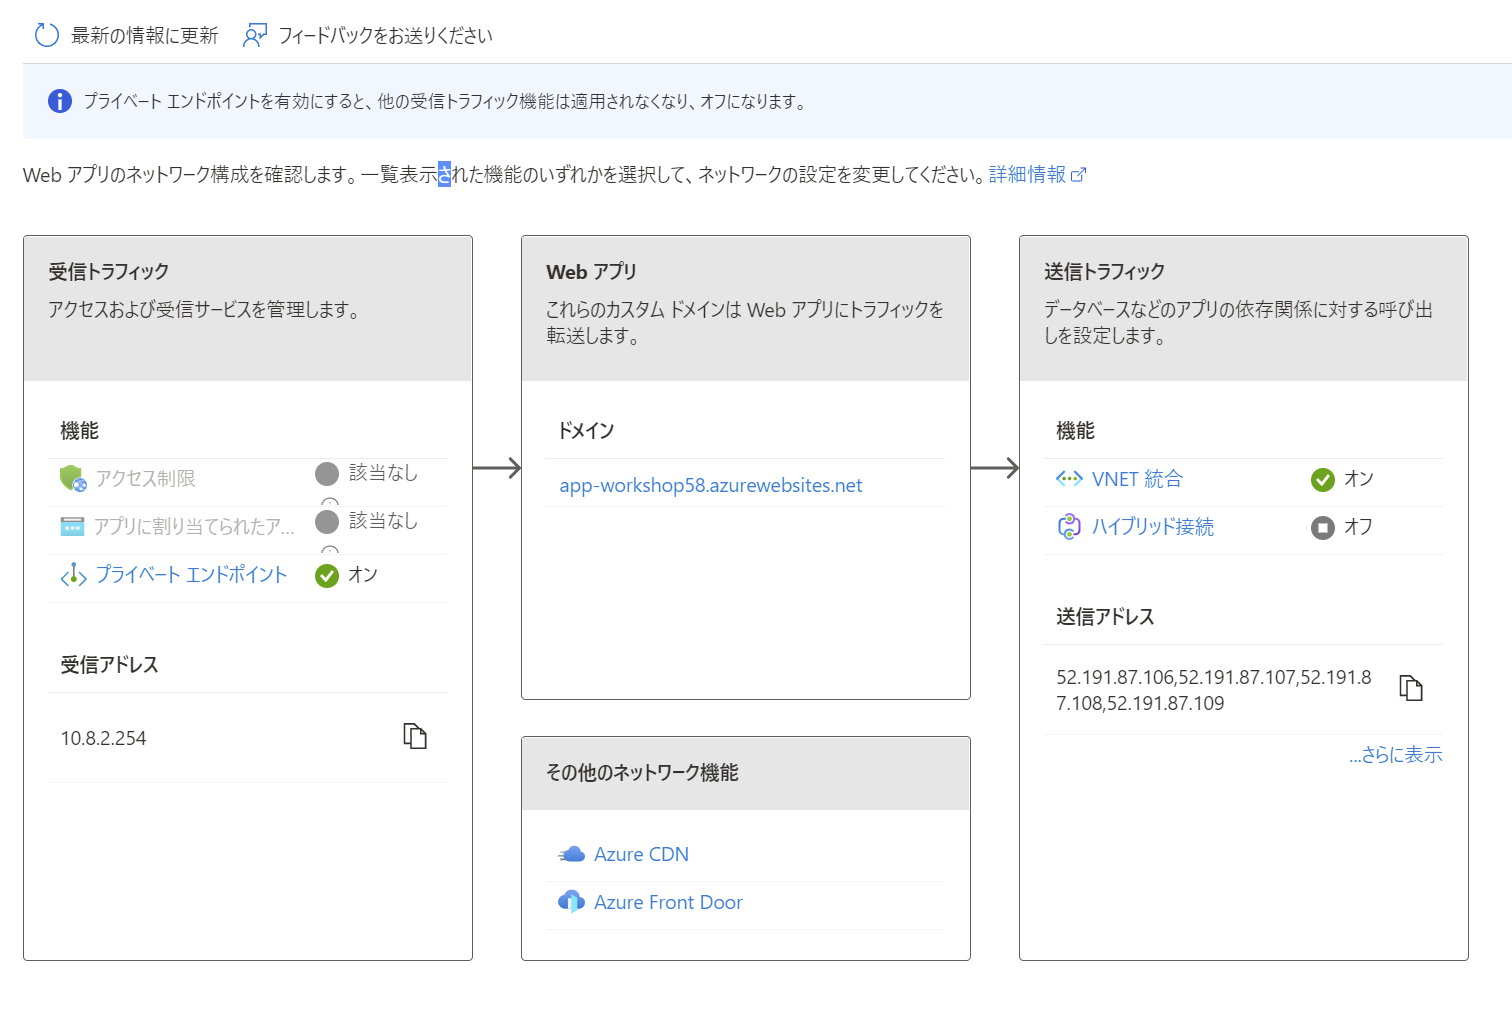 最新の情報に更新 フィードバックをお送りください
プライベート エンドポイントを有効にすると、他の受信トラフィック機能は適用されなくなり、オフになります。
Web アプリのネットワーク構成を確認します。一覧表示された機能のいずれかを選択して、ネットワークの設定を変更してください。詳細情報
受信トラフィック
アクセスおよび受信サービスを管理します。
機能
アクセス制限 該当なし
アプリに割り当てられたア... 該当なし
プライベート エンドポイント オン
受信アドレス
10.8.2.254
Web アプリ
これらのカスタム ドメインは Web アプリにトラフィックを
転送します。
ドメイン
app-workshop58.azurewebsites.net
その他のネットワーク機能
Azure CDN
Azure Front Door
送信トラフィック
データベースなどのアプリの依存関係に対する呼び出
しを設定します。
機能
VNET 統合 オン
ハイブリッド接続 オフ
送信アドレス
52.191.87.106,52.191.87.107,52.191.8
7.108,52.191.87.109
...さらに表示